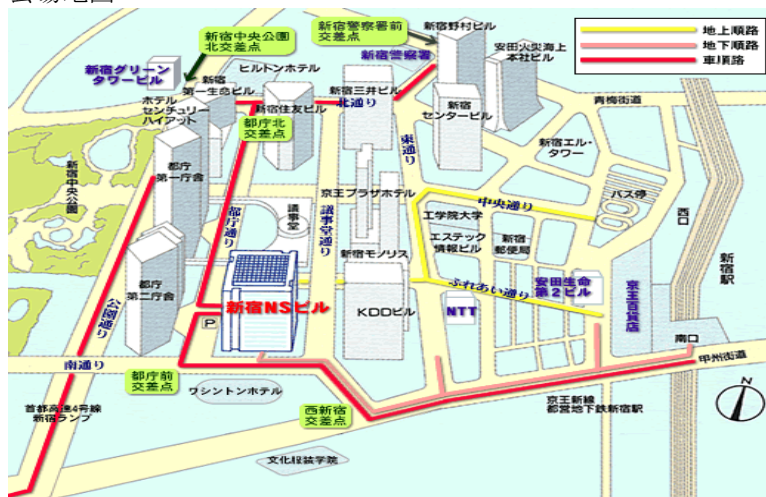 新宿中央公園
北交差点
新宿警察署前
交差点
新宿野村ビル
地上順路
地下順路
車順路
新宿警察署
安田火災海上
本社ビル
新宿グリーン
タワービル
ヒルトンホテル
新宿
第一生命ビル
新宿三井ビル
北通り
ホテル
センチュリー
ハイアット
新宿住友ビル
新宿
センタービル
青梅街道
都庁北
交差点
東通り
新宿エル・
タワー
新宿中央公園
都庁
第一庁舎
京王プラザホテル
中央通り
バス停
西口
都庁通り
議事堂
議事堂通り
工学院大学
エステック
情報ビル
新宿
郵便局
新宿駅
都庁
第二庁舎
新宿モノリス
ふれあい通り
安田生命
第2ビル
京王百貨店
公園通り
新宿NSビル
P
KDDビル
NTT
南口
南通り
甲州街道
都庁前
交差点
ワシントンホテル
N
首都高速4号線
新宿ランプ
西新宿
交差点
京王新線
都営地下鉄新宿駅
文化服装学院